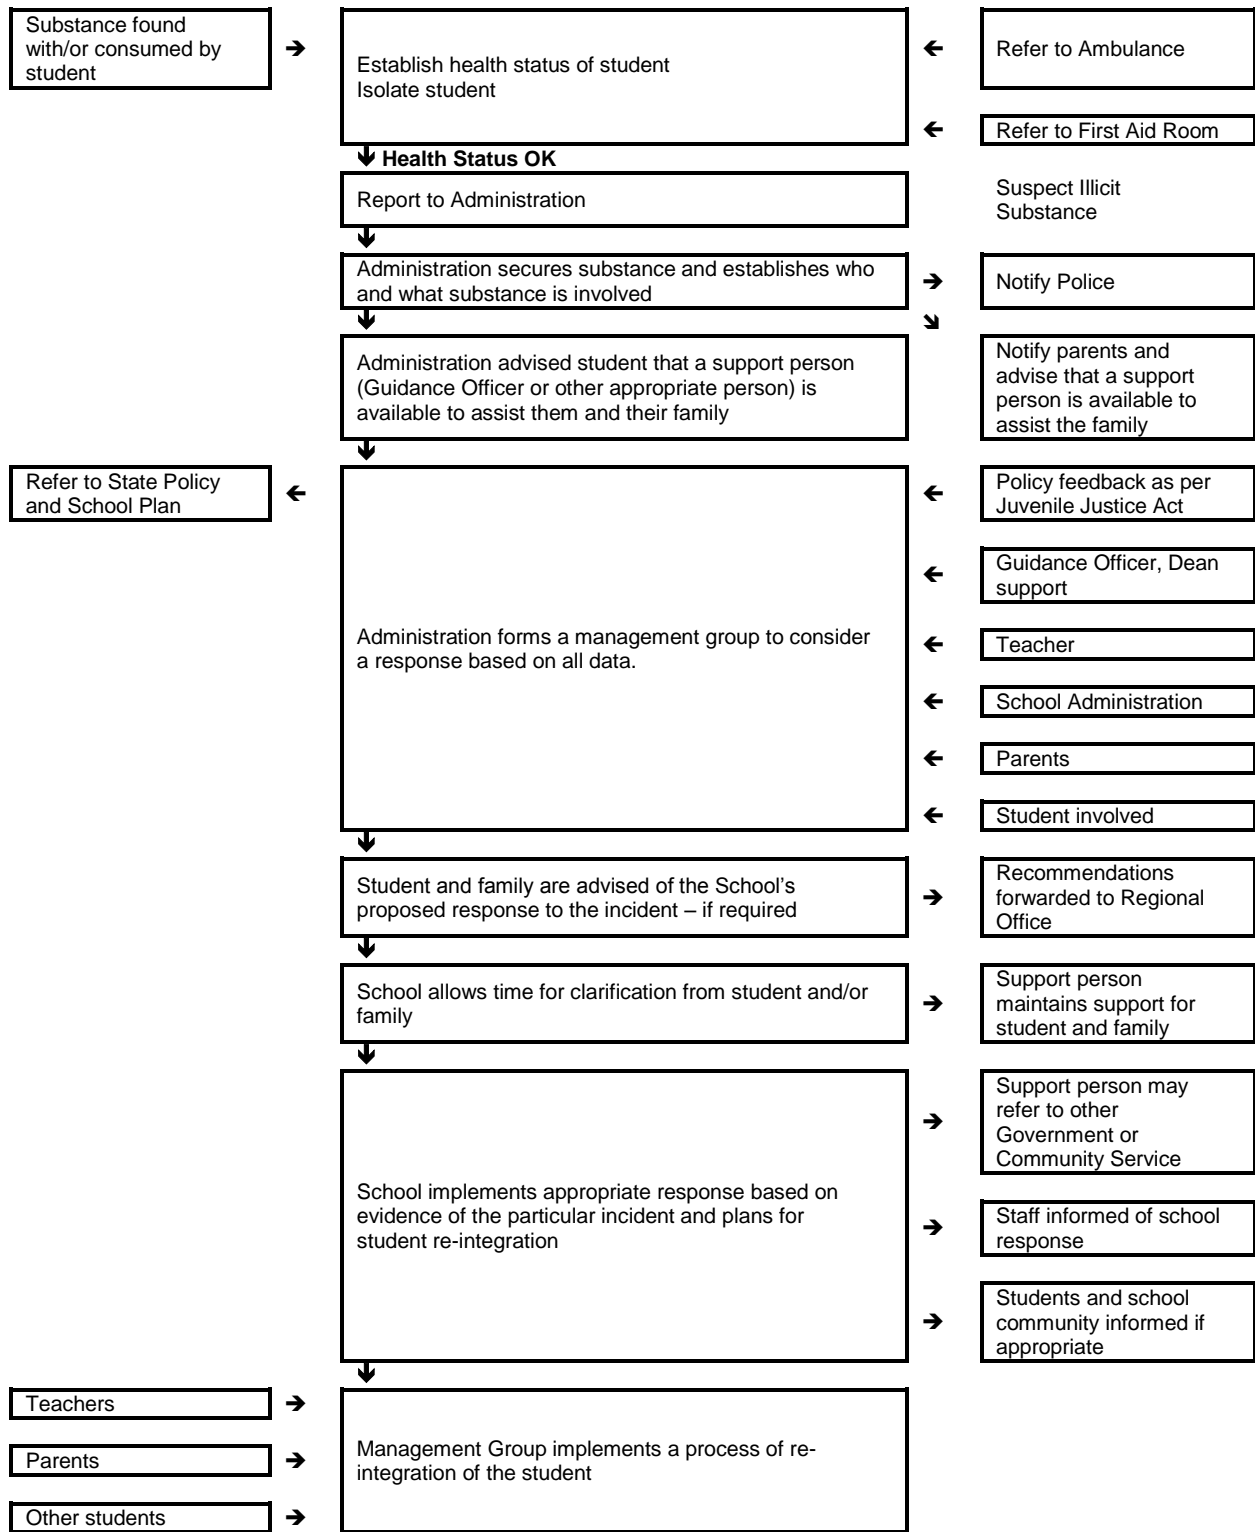 Substance found
with/or consumed by
student
➔
Establish health status of student
Isolate student
←
Refer to Ambulance
←
Refer to First Aid Room
↓ Health Status OK
Report to Administration
Suspect Illicit
Substance
↓
Administration secures substance and establishes who
and what substance is involved
➔
Notify Police
↓
↘
Administration advised student that a support person
(Guidance Officer or other appropriate person) is
available to assist them and their family
Notify parents and
advise that a support
person is available to
assist the family
↓
Refer to State Policy
and School Plan
←
Administration forms a management group to consider
a response based on all data.
←
Policy feedback as per
Juvenile Justice Act
←
Guidance Officer, Dean
support
←
Teacher
←
School Administration
←
Parents
←
Student involved
↓
Student and family are advised of the School’s
proposed response to the incident – if required
➔
Recommendations
forwarded to Regional
Office
↓
School allows time for clarification from student and/or
family
➔
Support person
maintains support for
student and family
↓
School implements appropriate response based on
evidence of the particular incident and plans for
student re-integration
➔
Support person may
refer to other
Government or
Community Service
➔
Staff informed of school
response
➔
Students and school
community informed if
appropriate
↓
Teachers
➔
Parents
➔
Other students
➔
Management Group implements a process of re-
integration of the student